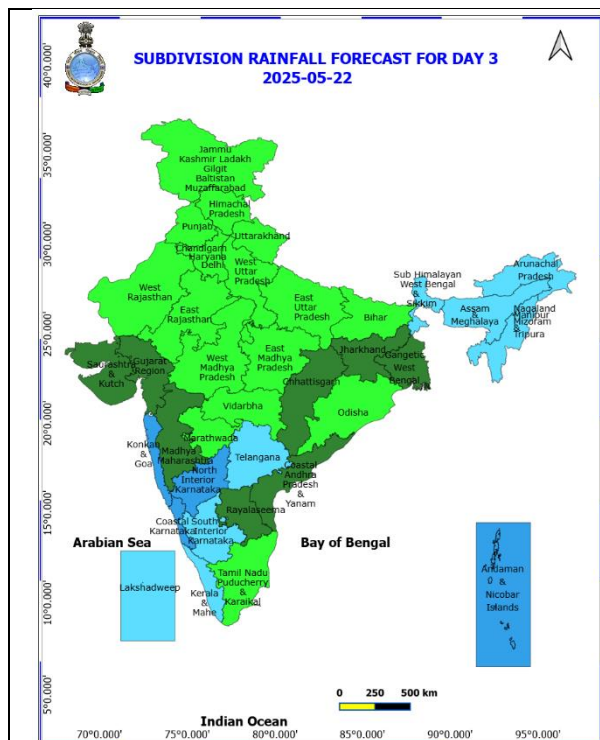 SUBDIVISION RAINFALL FORECAST FOR DAY 3
2025-05-22
40°0.000'
35°0.000'
30°0.000'
25°0.000'
20°0.000'
15°0.000'
10°0.000'
5°0.000'
Jammu
Kashmir Ladakh
Gilgit
Baltistan
Muzaffarabad
Himachal
Pradesh
Punjab
Uttarakhand
Chandigarh
Haryana
Delhi
West
Uttar
Pradesh
Arunachal
Pradesh
Sub Himalayan
West Bengal
&
Sikkim
West
Rajasthan
East
Rajasthan
East
Uttar
Pradesh
Bihar
Assam
&
Meghalaya
Nagaland
Manipur
Mizoram
Tripura
Saurashtra
&
Kutch
Gujarat
Region
West
Madhya
Pradesh
East
Madhya
Pradesh
Jharkhand
Gangetic
West
Bengal
Chhattisgarh
Vidarbha
Odisha
Konkan
&
Goa
Madhya
Maharashtra
Marathwada
Telangana
North
Interior
Karnataka
Coastal
Andhra
Pradesh
&
Yanam
Rayalaseema
Coastal
Karnataka
South
Interior
Karnataka
Arabian Sea
Bay of Bengal
Lakshadweep
Kerala
&
Mahe
Tamil Nadu
Puducherry
&
Karaikal
Andaman
&
Nicobar
Islands
0 250 500 km
Indian Ocean
70°0.000' 75°0.000' 80°0.000' 85°0.000' 90°0.000' 95°0.000'